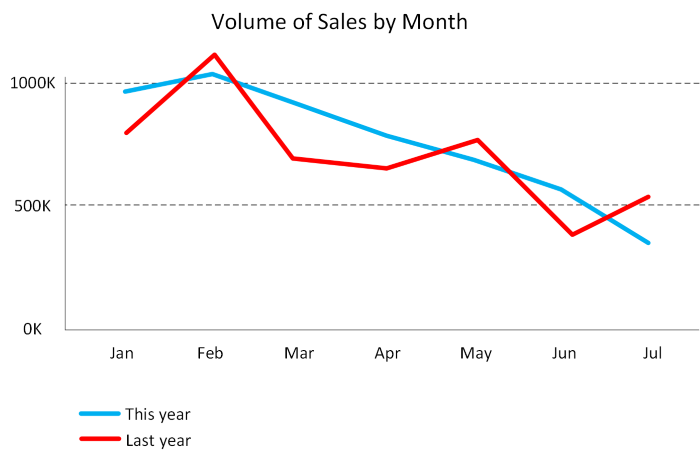 Volume of Sales by Month
1000K
500K
0K
Jan Feb Mar Apr May Jun Jul
This year
Last year